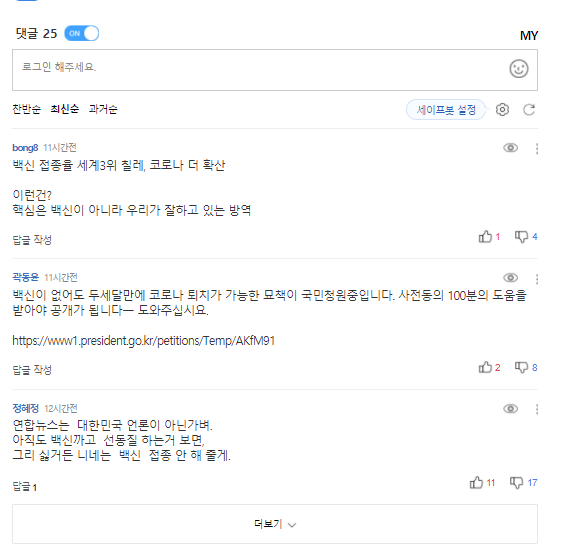 댓글 25 ON
MY
로그인 해주세요.
찬반순 최신순 과거순
세이프봇 설정
bong8 11시간전
백신 접종율 세계3위 칠레, 코로나 더 확산
이런건?
핵심은 백신이 아니라 우리가 잘하고 있는 방역
답글 작성
1 4
곽동윤 11시간전
백신이 없어도 두세달만에 코로나 퇴치가 가능한 묘책이 국민청원중입니다. 사전동의 100분의 도움을
받아야 공개가 됩니다ㅡ 도와주십시요.
https://www1.president.go.kr/petitions/Temp/AKfM91
답글 작성
2 8
정혜정 12시간전
연합뉴스는 대한민국 언론이 아닌가벼.
아직도 백신까고 선동질 하는거 보면,
그리 싫거든 니네는 백신 접종 안 해 줄게.
답글 1
11 17
더보기